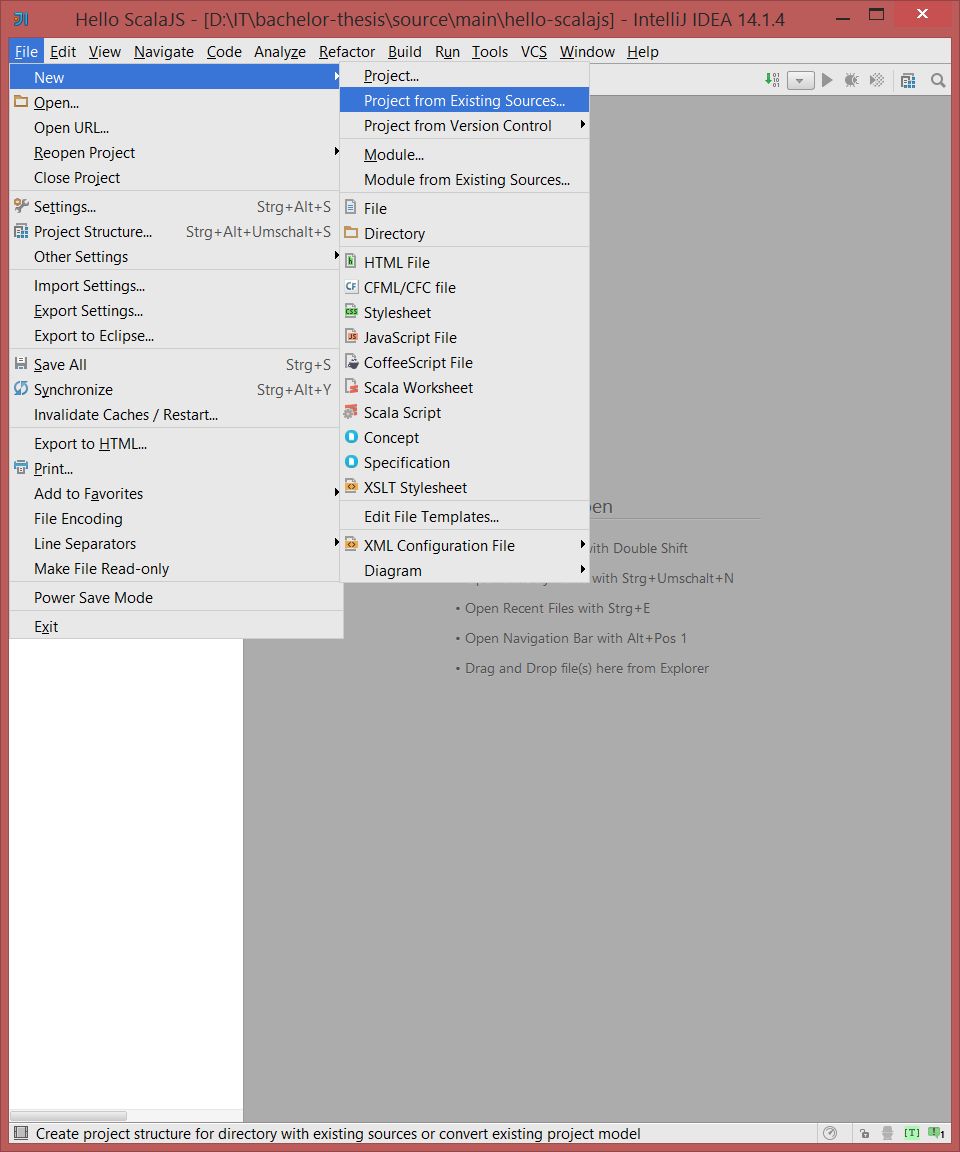 Hello ScalaJS - [D:\IT\bachelor-thesis\source\main\hello-scalajs] - IntelliJ IDEA 14.1.4
File Edit View Navigate Code Analyze Refactor Build Run Tools VCS Window Help
New
Open...
Open URL...
Reopen Project
Close Project
Settings... Strg+Alt+S
Project Structure... Strg+Alt+Umschalt+S
Other Settings
Import Settings...
Export Settings...
Export to Eclipse...
Save All Strg+S
Synchronize Strg+Alt+Y
Invalidate Caches / Restart...
Export to HTML...
Print...
Add to Favorites
File Encoding
Line Separators
Make File Read-only
Power Save Mode
Exit
Project...
Project from Existing Sources...
Project from Version Control
Module...
Module from Existing Sources...
File
Directory
HTML File
CFML/CFC file
Stylesheet
JavaScript File
CoffeeScript File
Scala Worksheet
Scala Script
Concept
Specification
XSLT Stylesheet
Edit File Templates...
XML Configuration File
Diagram
with Double Shift
with Strg+Umschalt+N
• Open Recent Files with Strg+E
• Open Navigation Bar with Alt+Pos 1
• Drag and Drop file(s) here from Explorer
Create project structure for directory with existing sources or convert existing project model
[T] 1